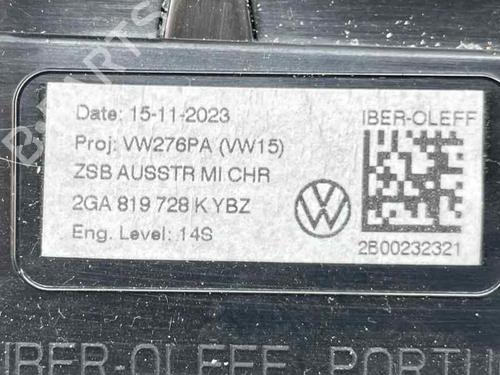 Date: 15-11-2023
IBER-OLEFF
Proj: VW276PA (VW15)
ZSB AUSSTR MI CHR
2GA 819 728 K YBZ
Eng. Level: 14S
2B00232321
IBER-OLEFF PORTU